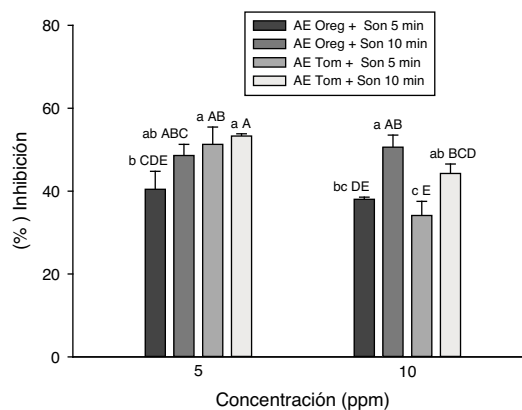 80
60
40
20
0
(% ) Inhibición
AE Oreg + Son 5 min
AE Oreg + Son 10 min
AE Tom + Son 5 min
AE Tom + Son 10 min
b CDE
ab ABC
a AB
a A
bc DE
a AB
c E
ab BCD
5
10
Concentración (ppm)